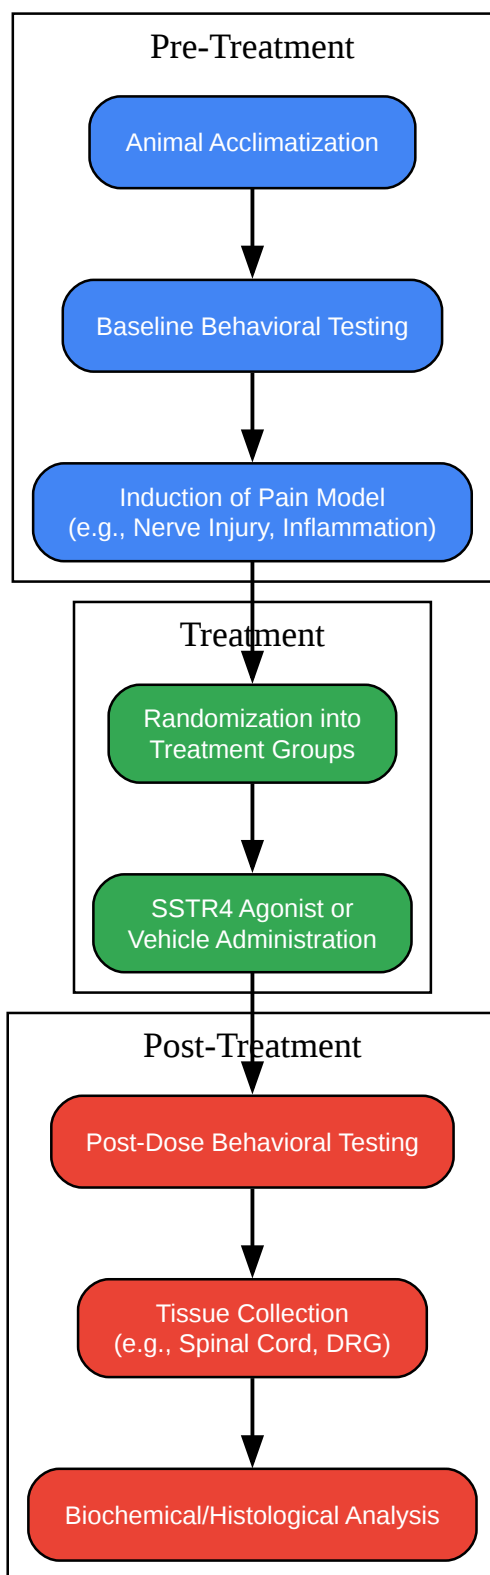 Pre-Treatment
Animal Acclimatization
Baseline Behavioral Testing
Induction of Pain Model
(e.g., Nerve Injury, Inflammation)
Treatment
Randomization into
Treatment Groups
SSTR4 Agonist or
Vehicle Administration
Post-Treatment
Post-Dose Behavioral Testing
Tissue Collection
(e.g., Spinal Cord, DRG)
Biochemical/Histological Analysis